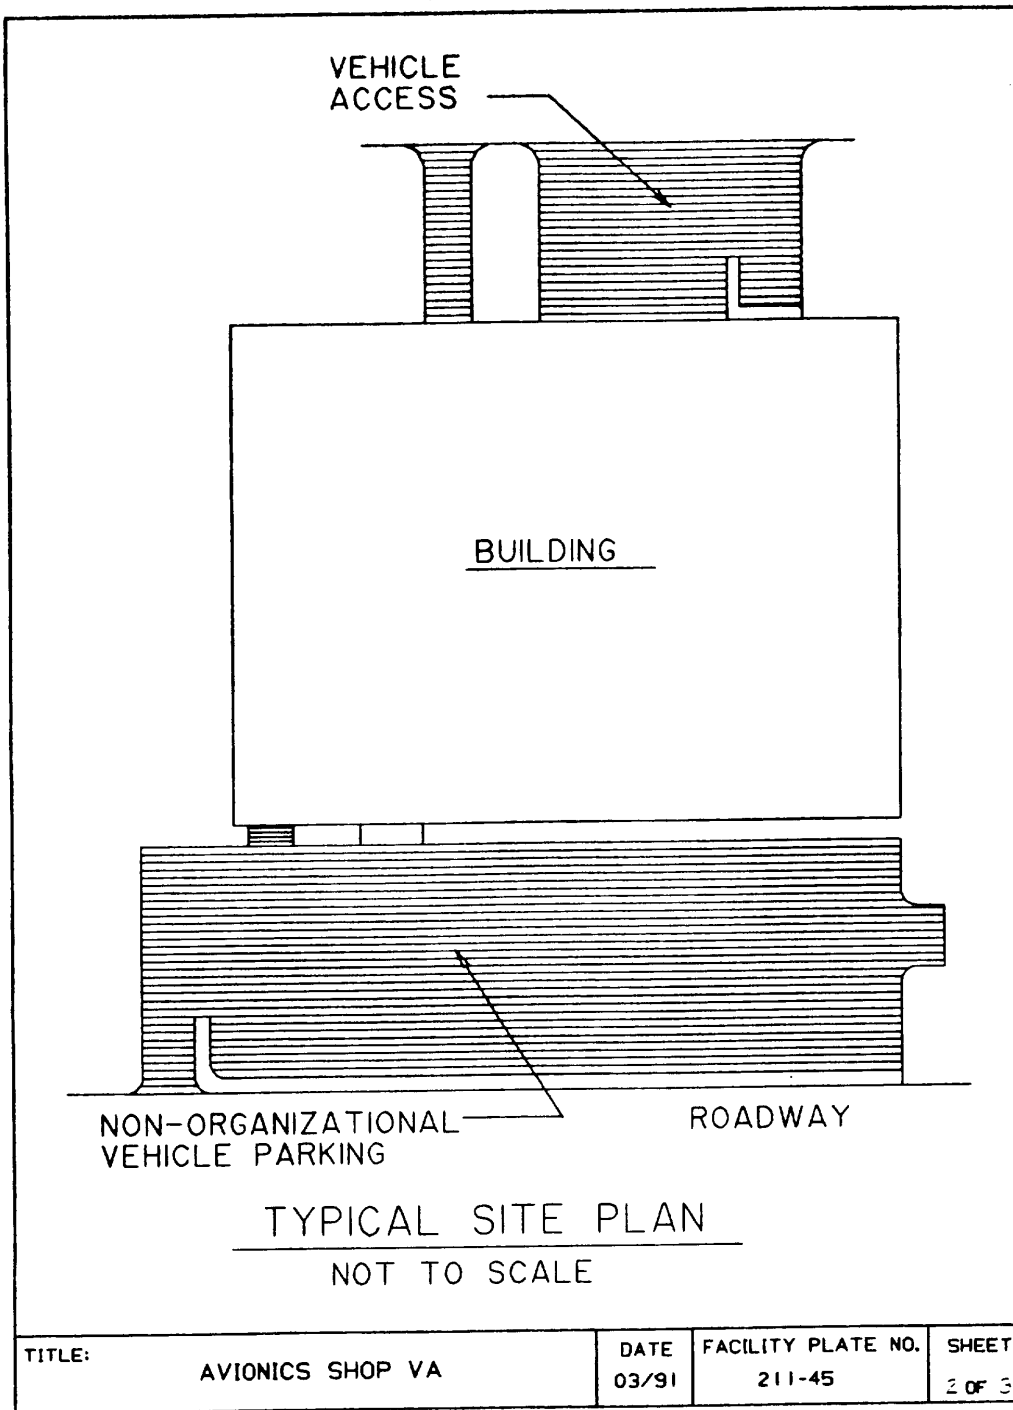 VEHICLE
ACCESS
BUILDING
NON-ORGANIZATIONAL
VEHICLE PARKING
ROADWAY
TYPICAL SITE PLAN
NOT TO SCALE
TITLE:
AVIONICS SHOP VA
DATE
03/91
FACILITY PLATE NO.
211-45
SHEET
2 OF 3